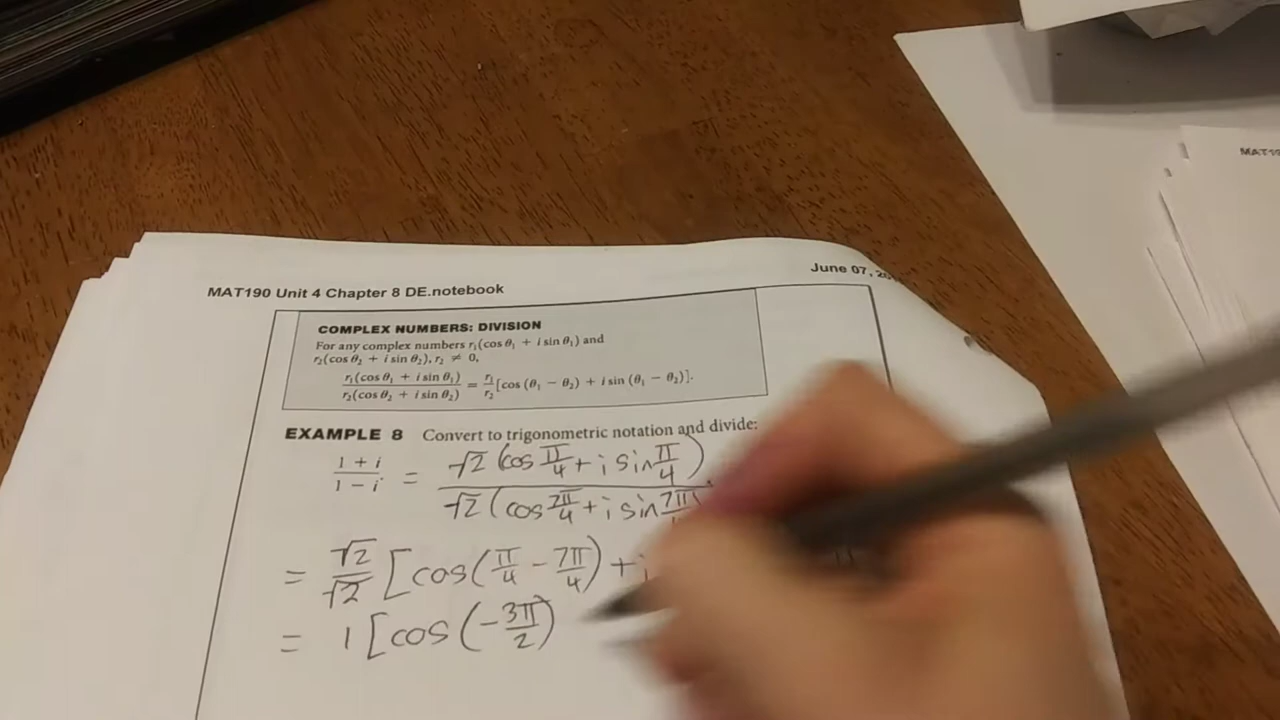 MAT190 Unit 4 Chapter 8 DE.notebook
June 07,
COMPLEX NUMBERS: DIVISION
For any complex numbers r₁(cos θ₁ + i sin θ₁) and
r₂(cos θ₂ + i sin θ₂), r₂ ≠ 0,
r₁(cos θ₁ + i sin θ₁) / r₂(cos θ₂ + i sin θ₂) = r₁/r₂ [cos (θ₁ − θ₂) + i sin (θ₁ − θ₂)].
EXAMPLE 8 Convert to trigonometric notation and divide:
(1 + i)/(1 − i) = √2 (cos π/4 + i sin π/4) / √2 (cos 7π/4 + i sin 7π
= √2/√2 [cos(π/4 − 7π/4) + i
= 1 [cos (−3π/2)